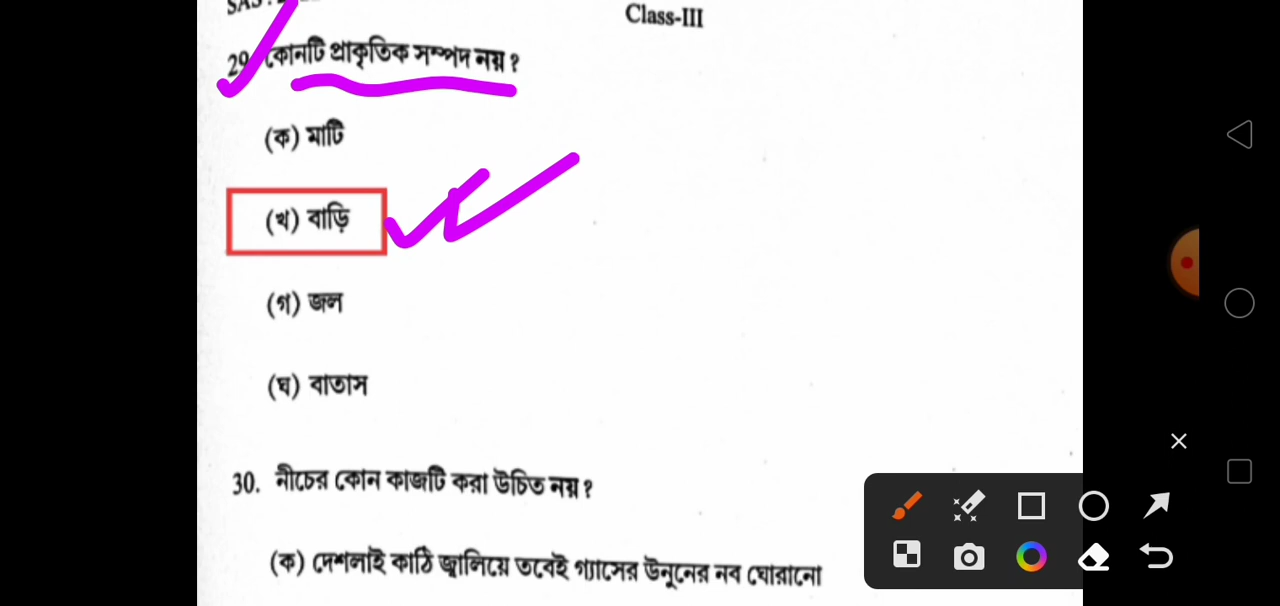 Class-III
29. কোনটি প্রাকৃতিক সম্পদ নয় ?
(ক) মাটি
(খ) বাড়ি
(গ) জল
(ঘ) বাতাস
30. নীচের কোন কাজটি করা উচিত নয় ?
(ক) দেশলাই কাঠি জ্বালিয়ে তবেই গ্যাসের উনুনের নব ঘোরানো